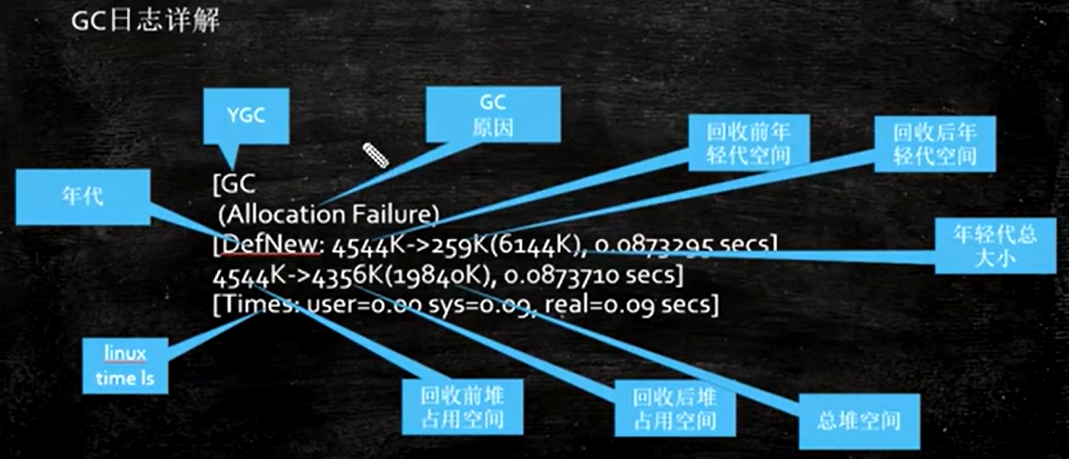 GC日志详解
YGC
GC
原因
回收前年
轻代空间
回收后年
轻代空间
年代
[GC
(Allocation Failure)
[DefNew: 4544K->259K(6144K), 0.0873295 secs]
4544K->4356K(19840K), 0.0873710 secs]
[Times: user=0.00 sys=0.09, real=0.09 secs]
年轻代总
大小
linux
time ls
回收前堆
占用空间
回收后堆
占用空间
总堆空间